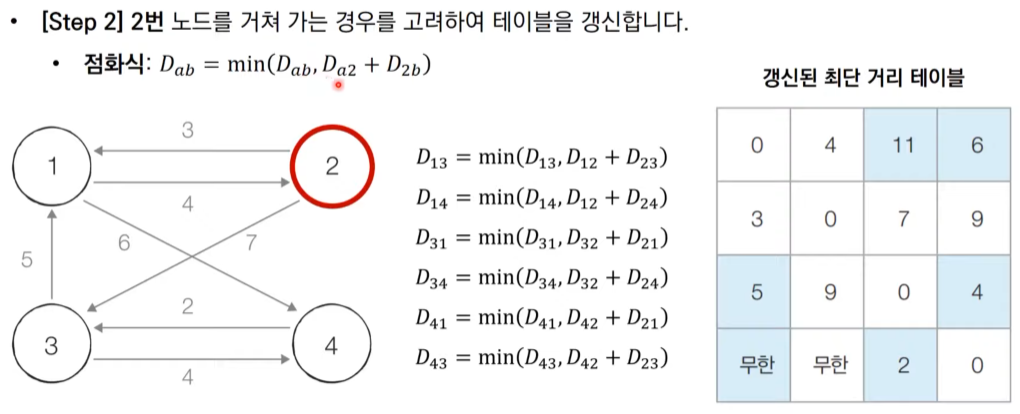 • [Step 2] 2번 노드를 거쳐 가는 경우를 고려하여 테이블을 갱신합니다.
• 점화식: D_{ab} = min(D_{ab}, D_{a2} + D_{2b})
갱신된 최단 거리 테이블
3
1 2
4
6 7
5
2
3 4
4
D_{13} = min(D_{13}, D_{12} + D_{23})
D_{14} = min(D_{14}, D_{12} + D_{24})
D_{31} = min(D_{31}, D_{32} + D_{21})
D_{34} = min(D_{34}, D_{32} + D_{24})
D_{41} = min(D_{41}, D_{42} + D_{21})
D_{43} = min(D_{43}, D_{42} + D_{23})
0 4 11 6
3 0 7 9
5 9 0 4
무한 무한 2 0